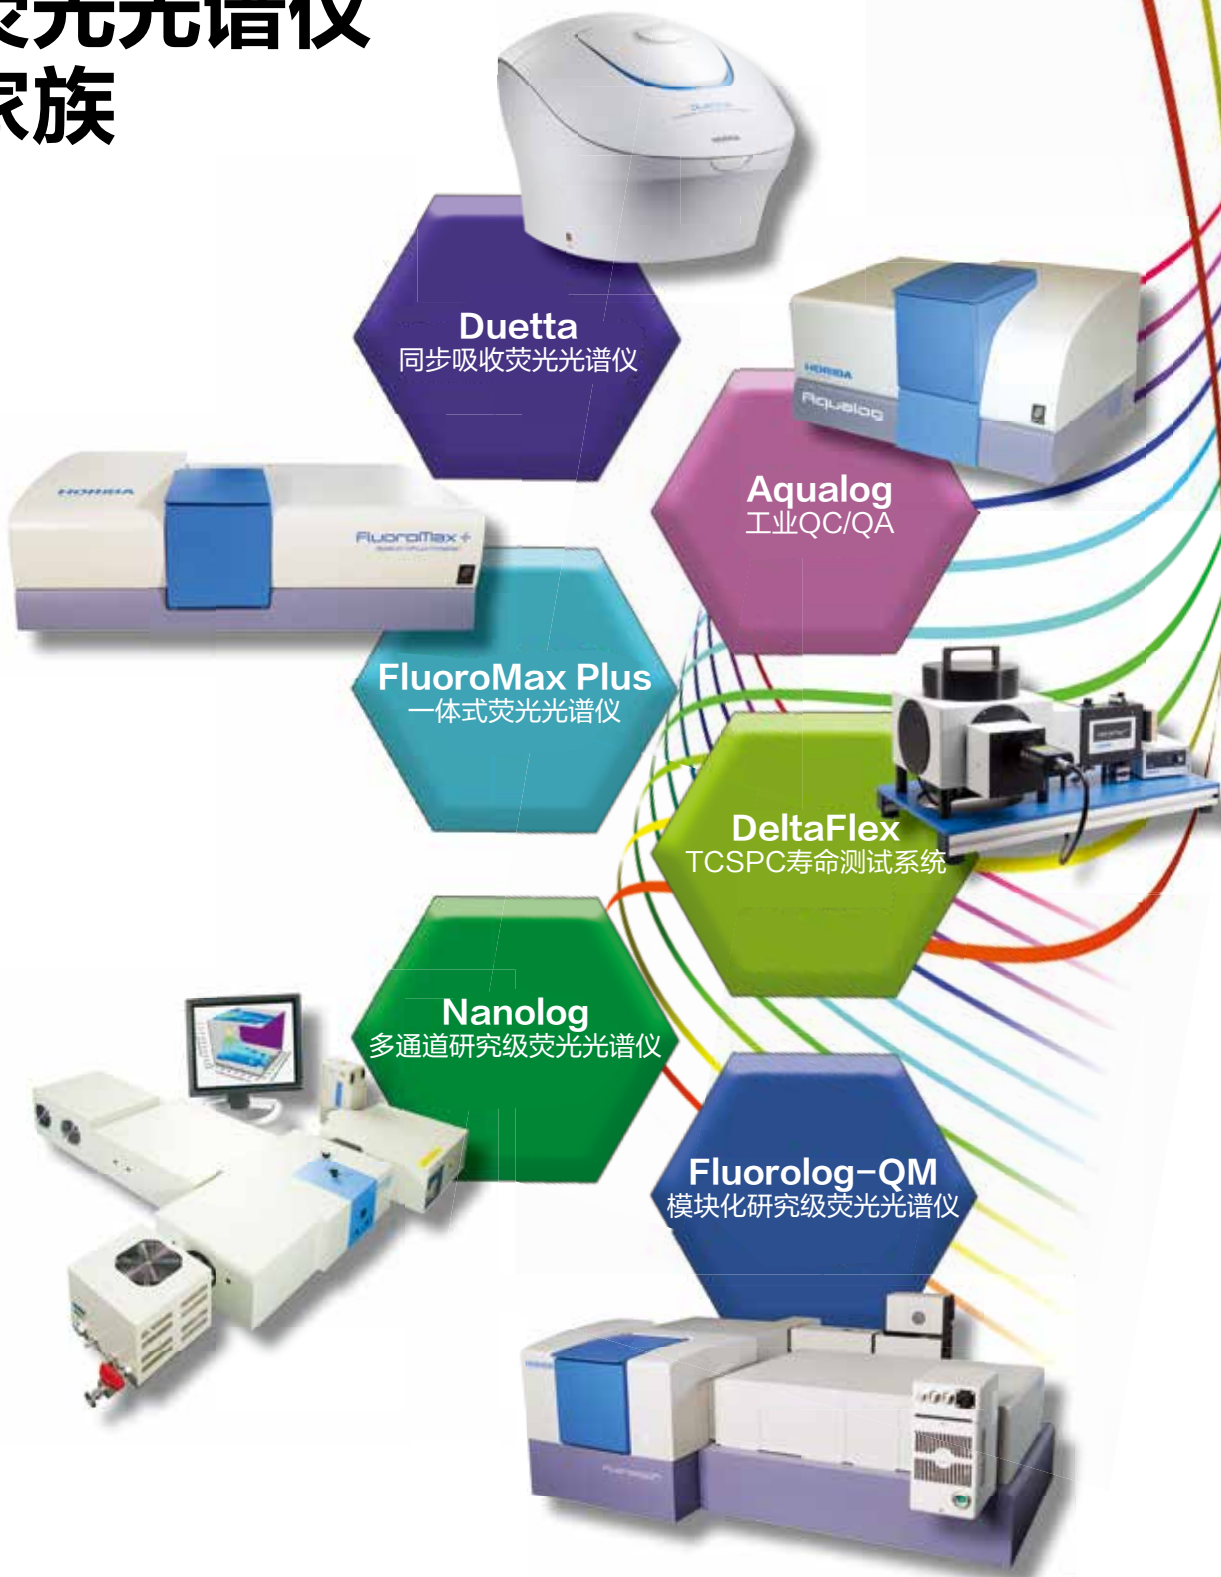 荧光光谱仪
家族
Duetta
同步吸收荧光光谱仪
HORIBA
Aqualog
Aqualog
工业QC/QA
HORIBA
FluoroMax+
FluoroMax Plus
一体式荧光光谱仪
DeltaFlex
TCSPC寿命测试系统
Nanolog
多通道研究级荧光光谱仪
Fluorolog-QM
模块化研究级荧光光谱仪
HORIBA